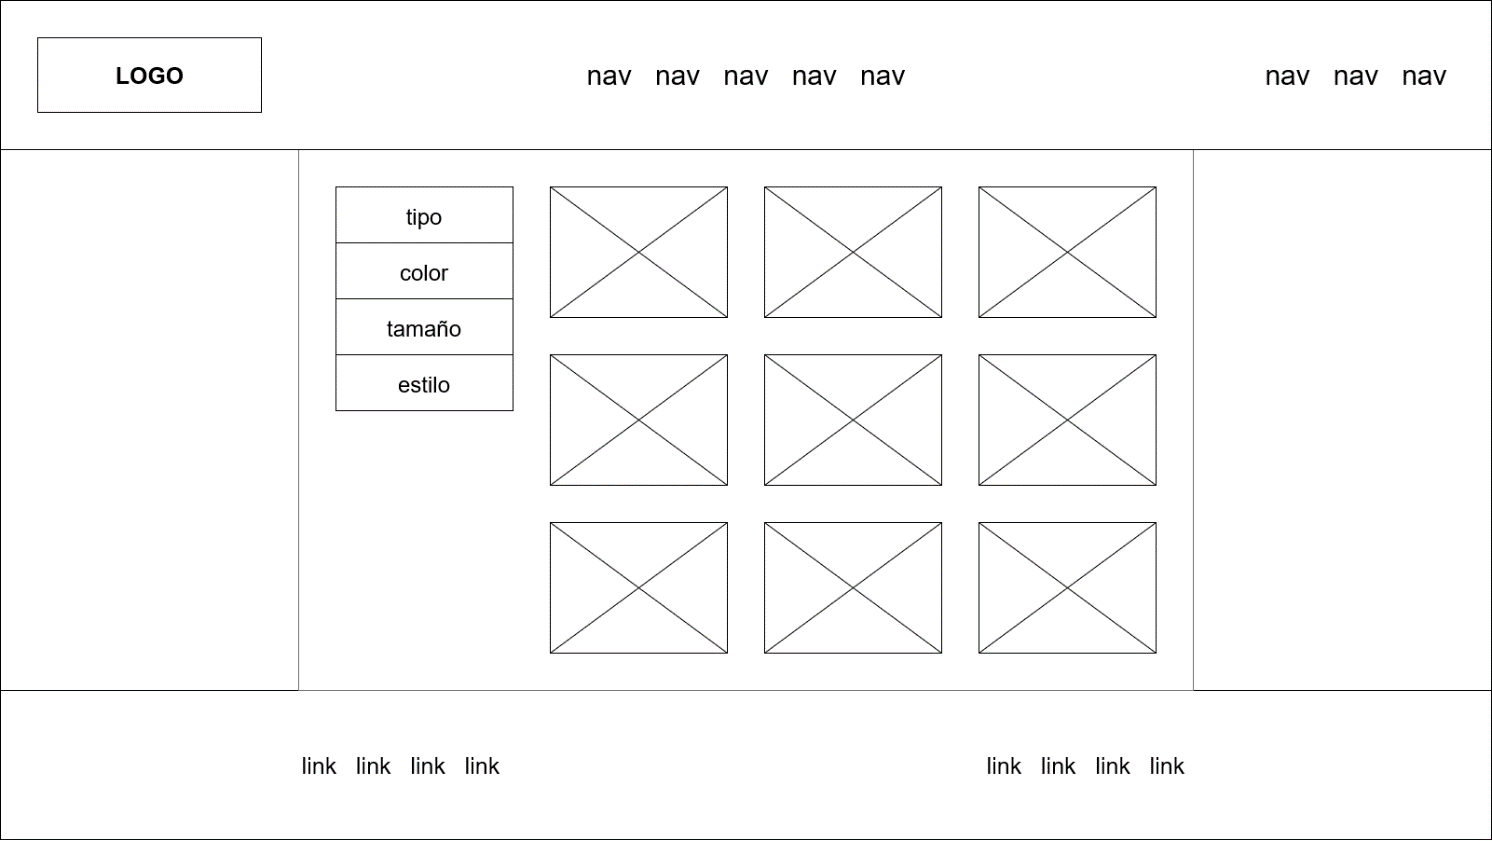 LOGO
nav nav nav nav nav
nav nav nav
tipo
color
tamaño
estilo
link link link link
link link link link